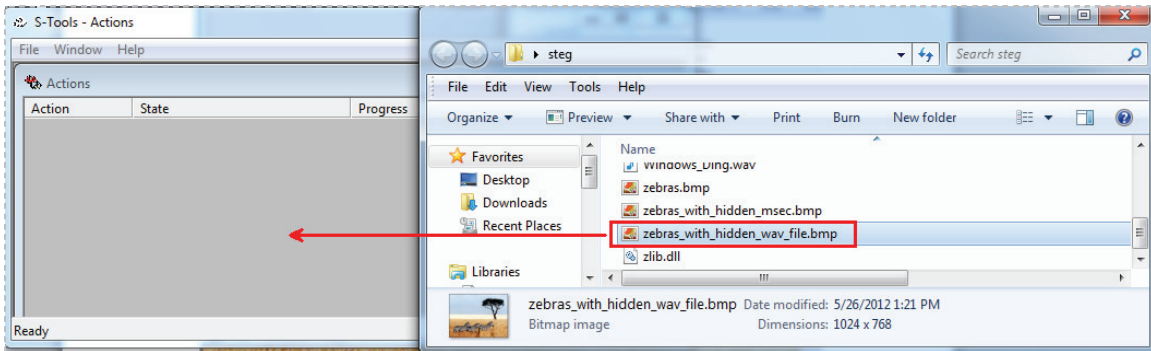 S-Tools - Actions
File Window Help
Actions
Action State Progress
Ready
steg
Search steg
File Edit View Tools Help
Organize Preview Share with Print Burn New folder
Favorites
Desktop
Downloads
Recent Places
Libraries
Name
Windows_Ding.wav
zebras.bmp
zebras_with_hidden_msec.bmp
zebras_with_hidden_wav_file.bmp
zlib.dll
zebras_with_hidden_wav_file.bmp Date modified: 5/26/2012 1:21 PM
Bitmap image Dimensions: 1024 x 768